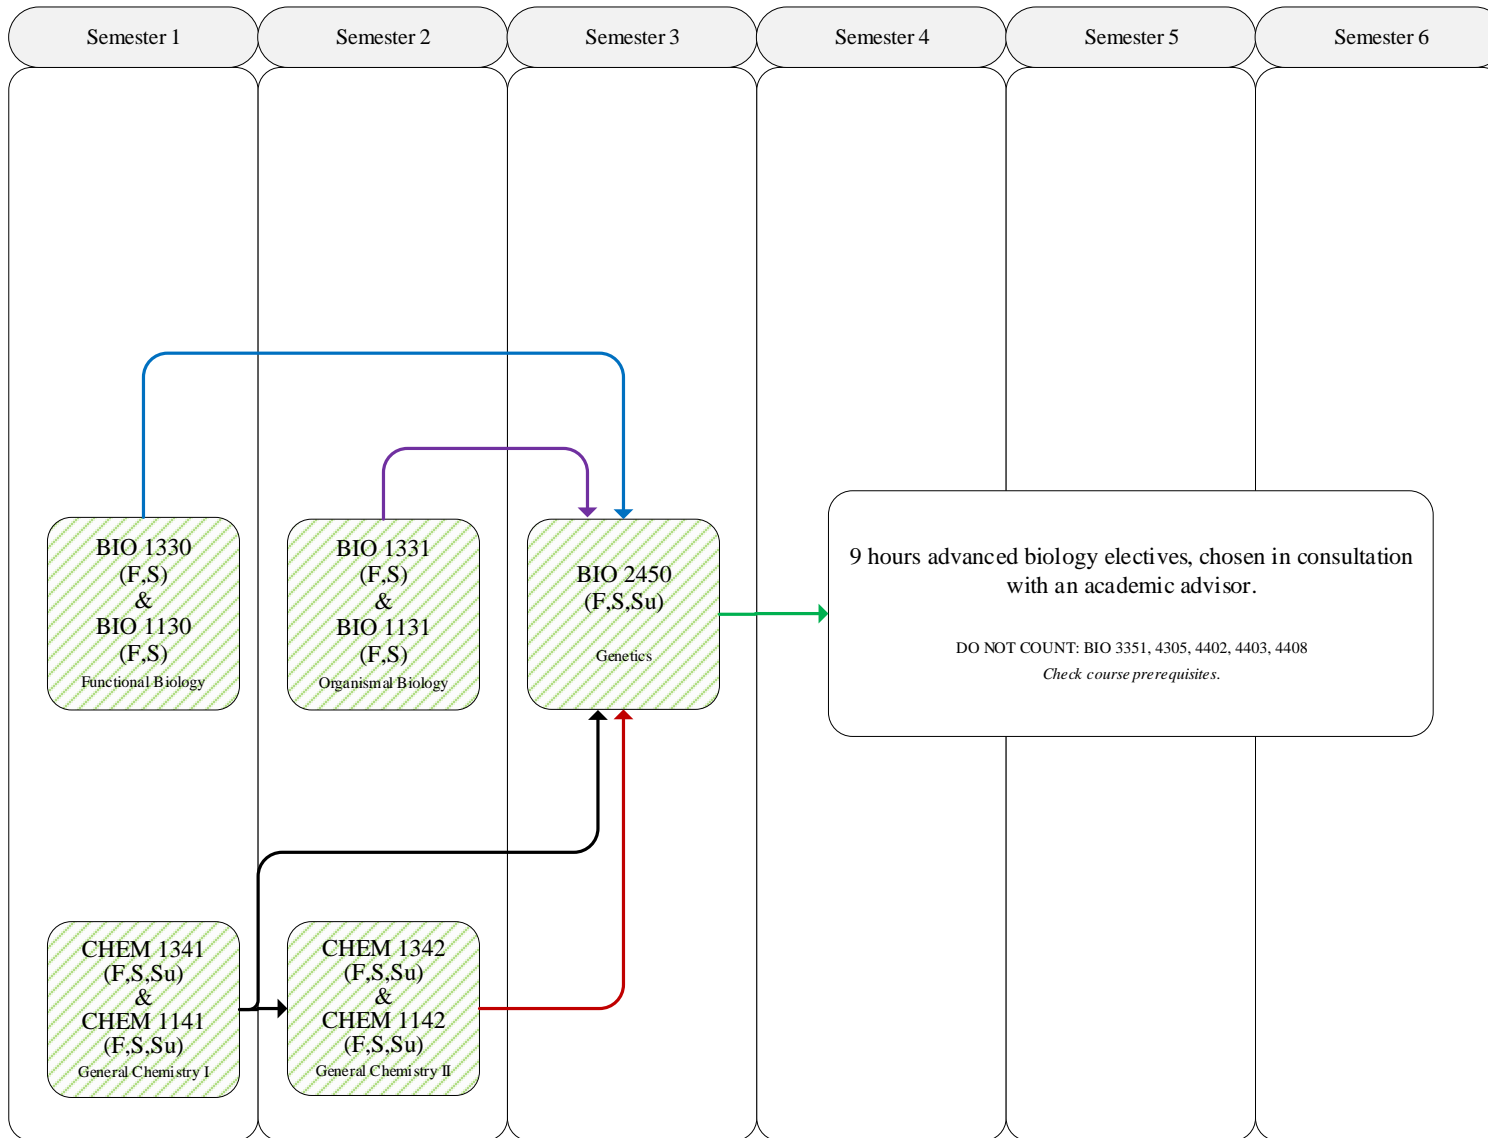 Semester 1
Semester 2
Semester 3
Semester 4
Semester 5
Semester 6
BIO 1330
(F,S)
&
BIO 1130
(F,S)
Functional Biology
BIO 1331
(F,S)
&
BIO 1131
(F,S)
Organismal Biology
BIO 2450
(F,S,Su)
Genetics
9 hours advanced biology electives, chosen in consultation
with an academic advisor.
DO NOT COUNT: BIO 3351, 4305, 4402, 4403, 4408
Check course prerequisites.
CHEM 1341
(F,S,Su)
&
CHEM 1141
(F,S,Su)
General Chemistry I
CHEM 1342
(F,S,Su)
&
CHEM 1142
(F,S,Su)
General Chemistry II